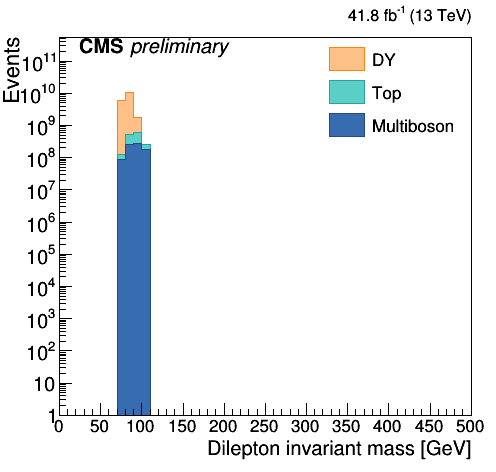 41.8 fb⁻¹ (13 TeV)
CMS preliminary
Events
DY
Top
Multiboson
10¹¹
10¹⁰
10⁹
10⁸
10⁷
10⁶
10⁵
10⁴
10³
10²
10
1
0 50 100 150 200 250 300 350 400 450 500
Dilepton invariant mass [GeV]